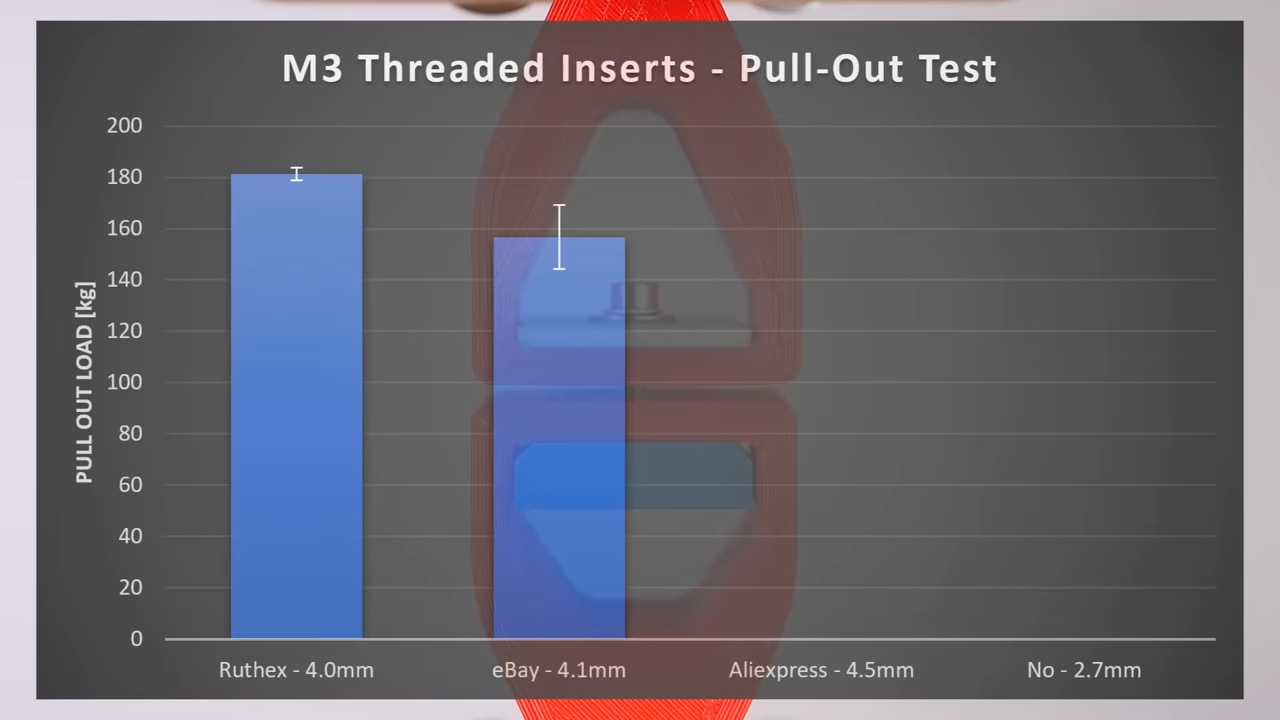 M3 Threaded Inserts - Pull-Out Test
PULL OUT LOAD [kg]
200
180
160
140
120
100
80
60
40
20
0
Ruthex - 4.0mm
eBay - 4.1mm
Aliexpress - 4.5mm
No - 2.7mm